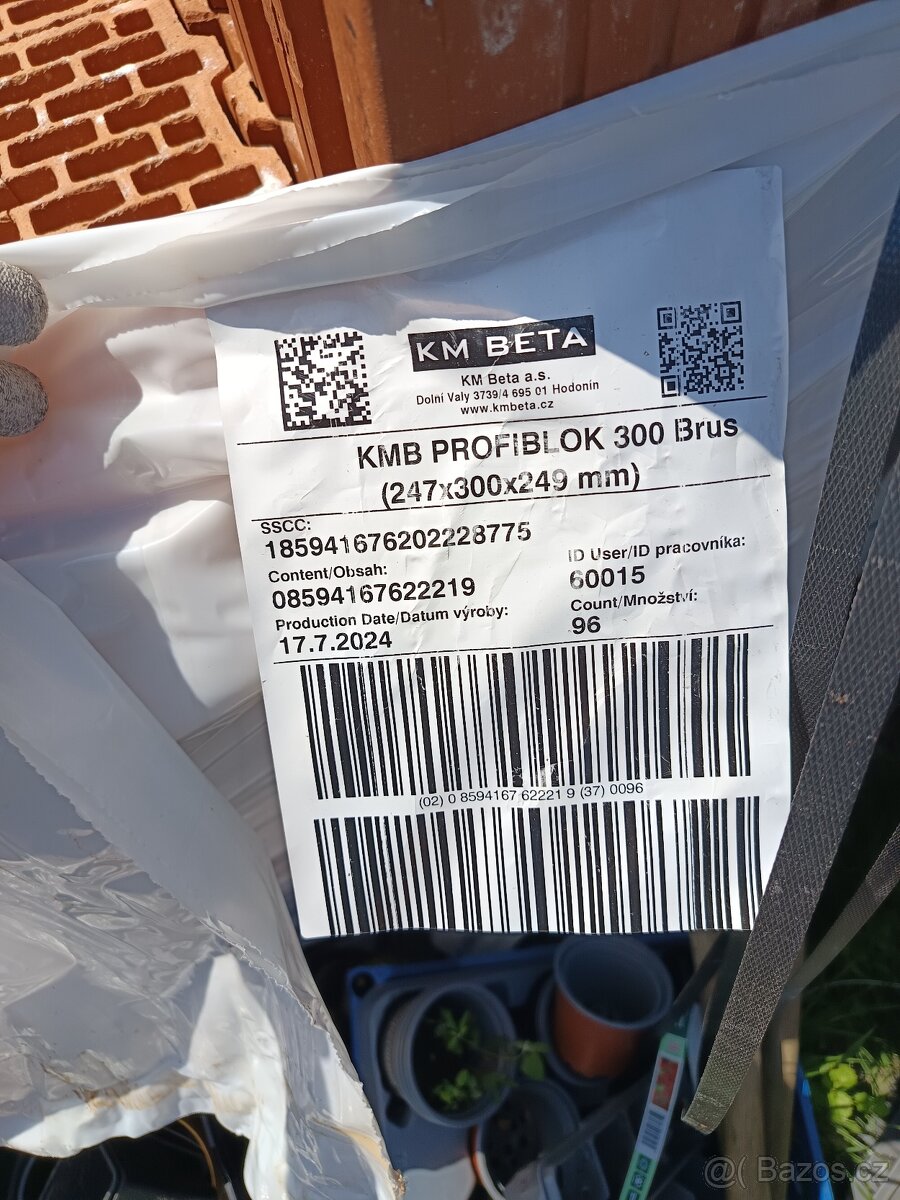 KM BETA
KM Beta a.s.
Dolní Valy 3739/4 695 01 Hodonín
www.kmbeta.cz
KMB PROFIBLOK 300 Brus
(247x300x249 mm)
SSCC:
185941676202228775
Content/Obsah:
08594167622219
ID User/ID pracovníka:
60015
Production Date/Datum výroby:
17.7.2024
Count/Množství:
96
(02) 0 8594167 62221 9 (37) 0096
@( Bazos.cz